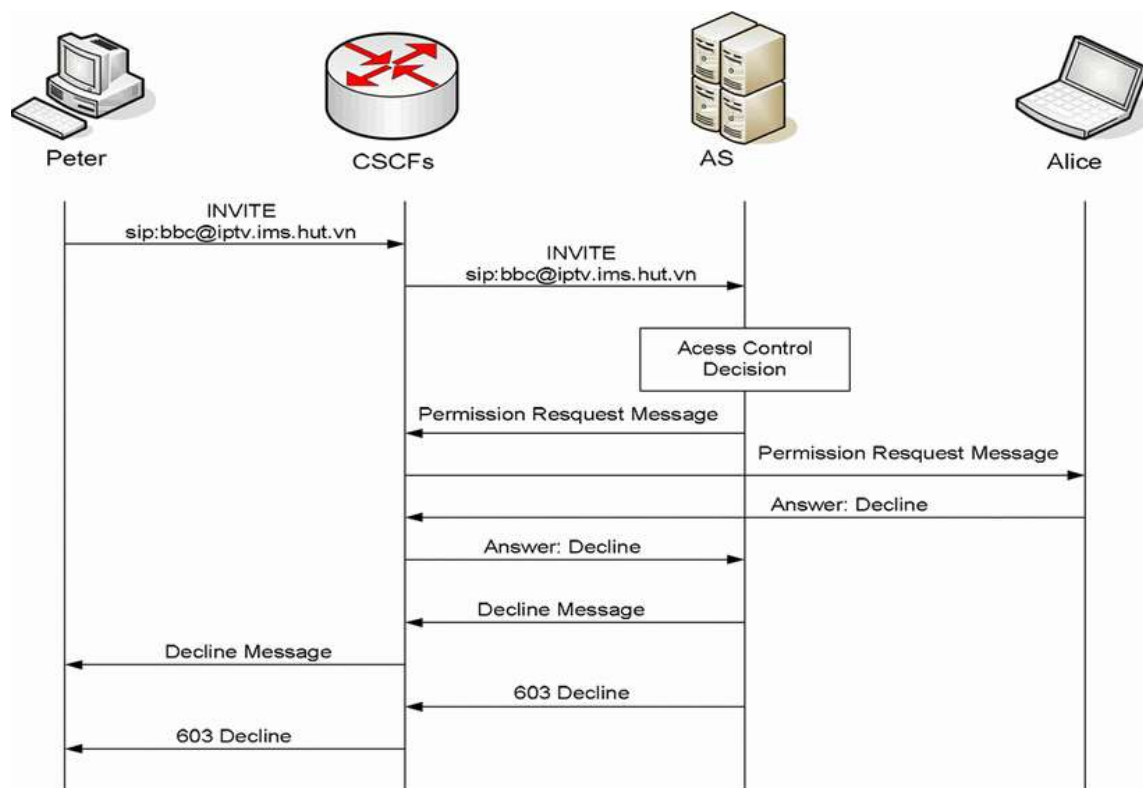 Peter
CSCFs
AS
Alice
INVITE
sip:bbc@iptv.ims.hut.vn
INVITE
sip:bbc@iptv.ims.hut.vn
Acess Control
Decision
Permission Resquest Message
Permission Resquest Message
Answer: Decline
Answer: Decline
Decline Message
Decline Message
603 Decline
603 Decline